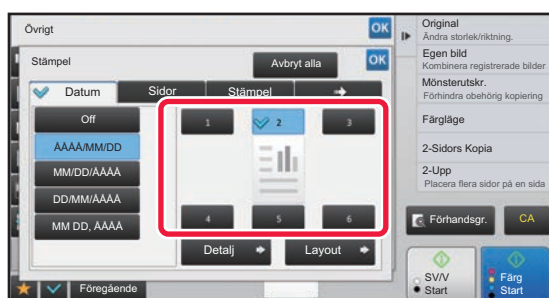 Övrigt
OK
Stämpel
Avbryt alla
OK
Datum
Sidor
Stämpel
Off
ÅÅÅÅ/MM/DD
MM/DD/ÅÅÅÅ
DD/MM/ÅÅÅÅ
MM DD, ÅÅÅÅ
1
2
3
4
5
6
Detalj
Layout
Föregående
Original
Ändra storlek/riktning.
Egen bild
Kombinera registrerade bilder
Mönsterutskr.
Förhindra obehörig kopiering
Färgläge
2-Sidors Kopia
2-Upp
Placera flera sidor på en sida
Förhandsgr.
CA
SV/V
Start
Färg
Start